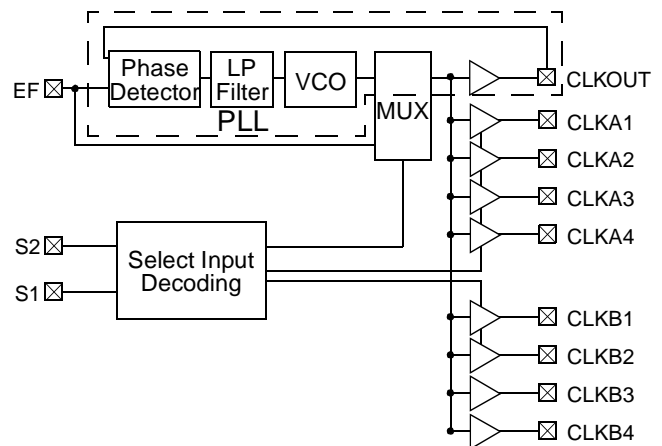 Phase
Detector
LP
Filter
VCO
MUX
PLL
EF
CLKOUT
CLKA1
CLKA2
CLKA3
CLKA4
S2
S1
Select Input
Decoding
CLKB1
CLKB2
CLKB3
CLKB4